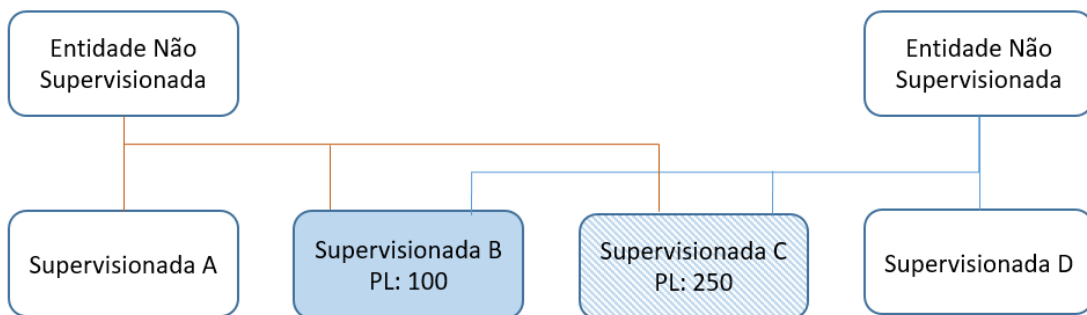 Entidade Não
Supervisionada
Entidade Não
Supervisionada
Supervisionada A
Supervisionada B
PL: 100
Supervisionada C
PL: 250
Supervisionada D